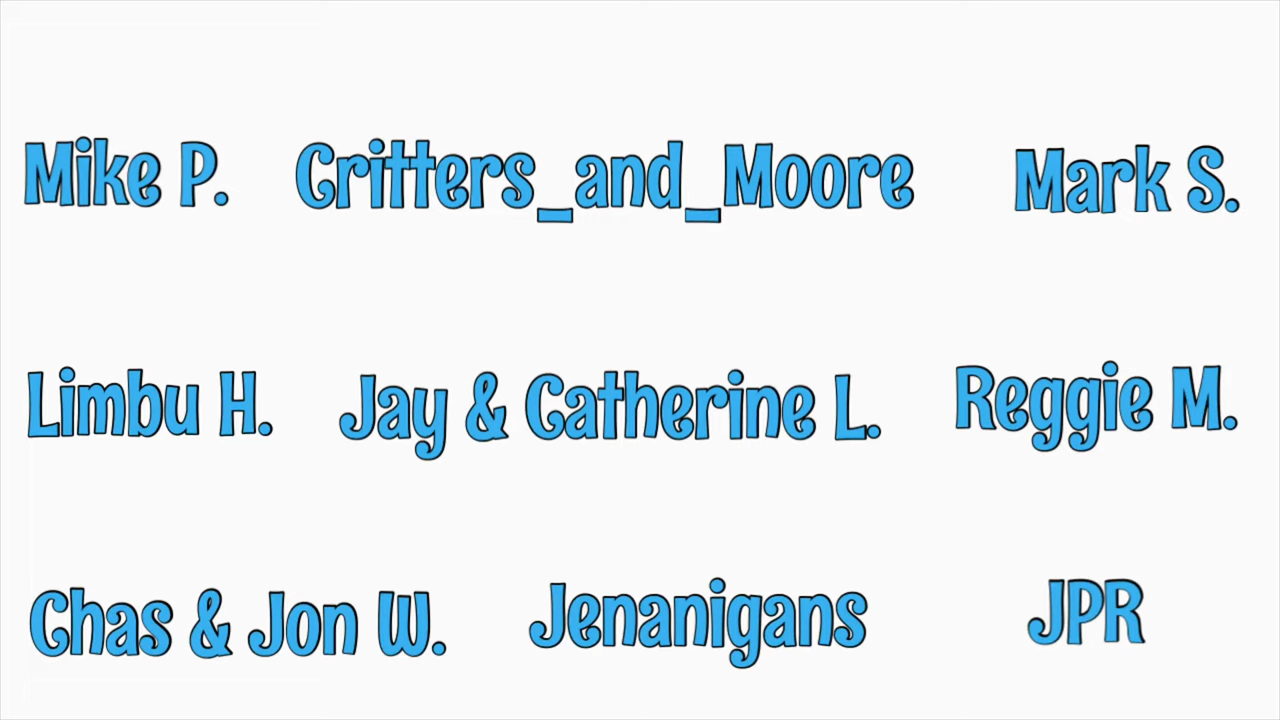 Mike P. Critters_and_Moore Mark S.
Limbu H. Jay & Catherine L. Reggie M.
Chas & Jon W. Jenanigans JPR